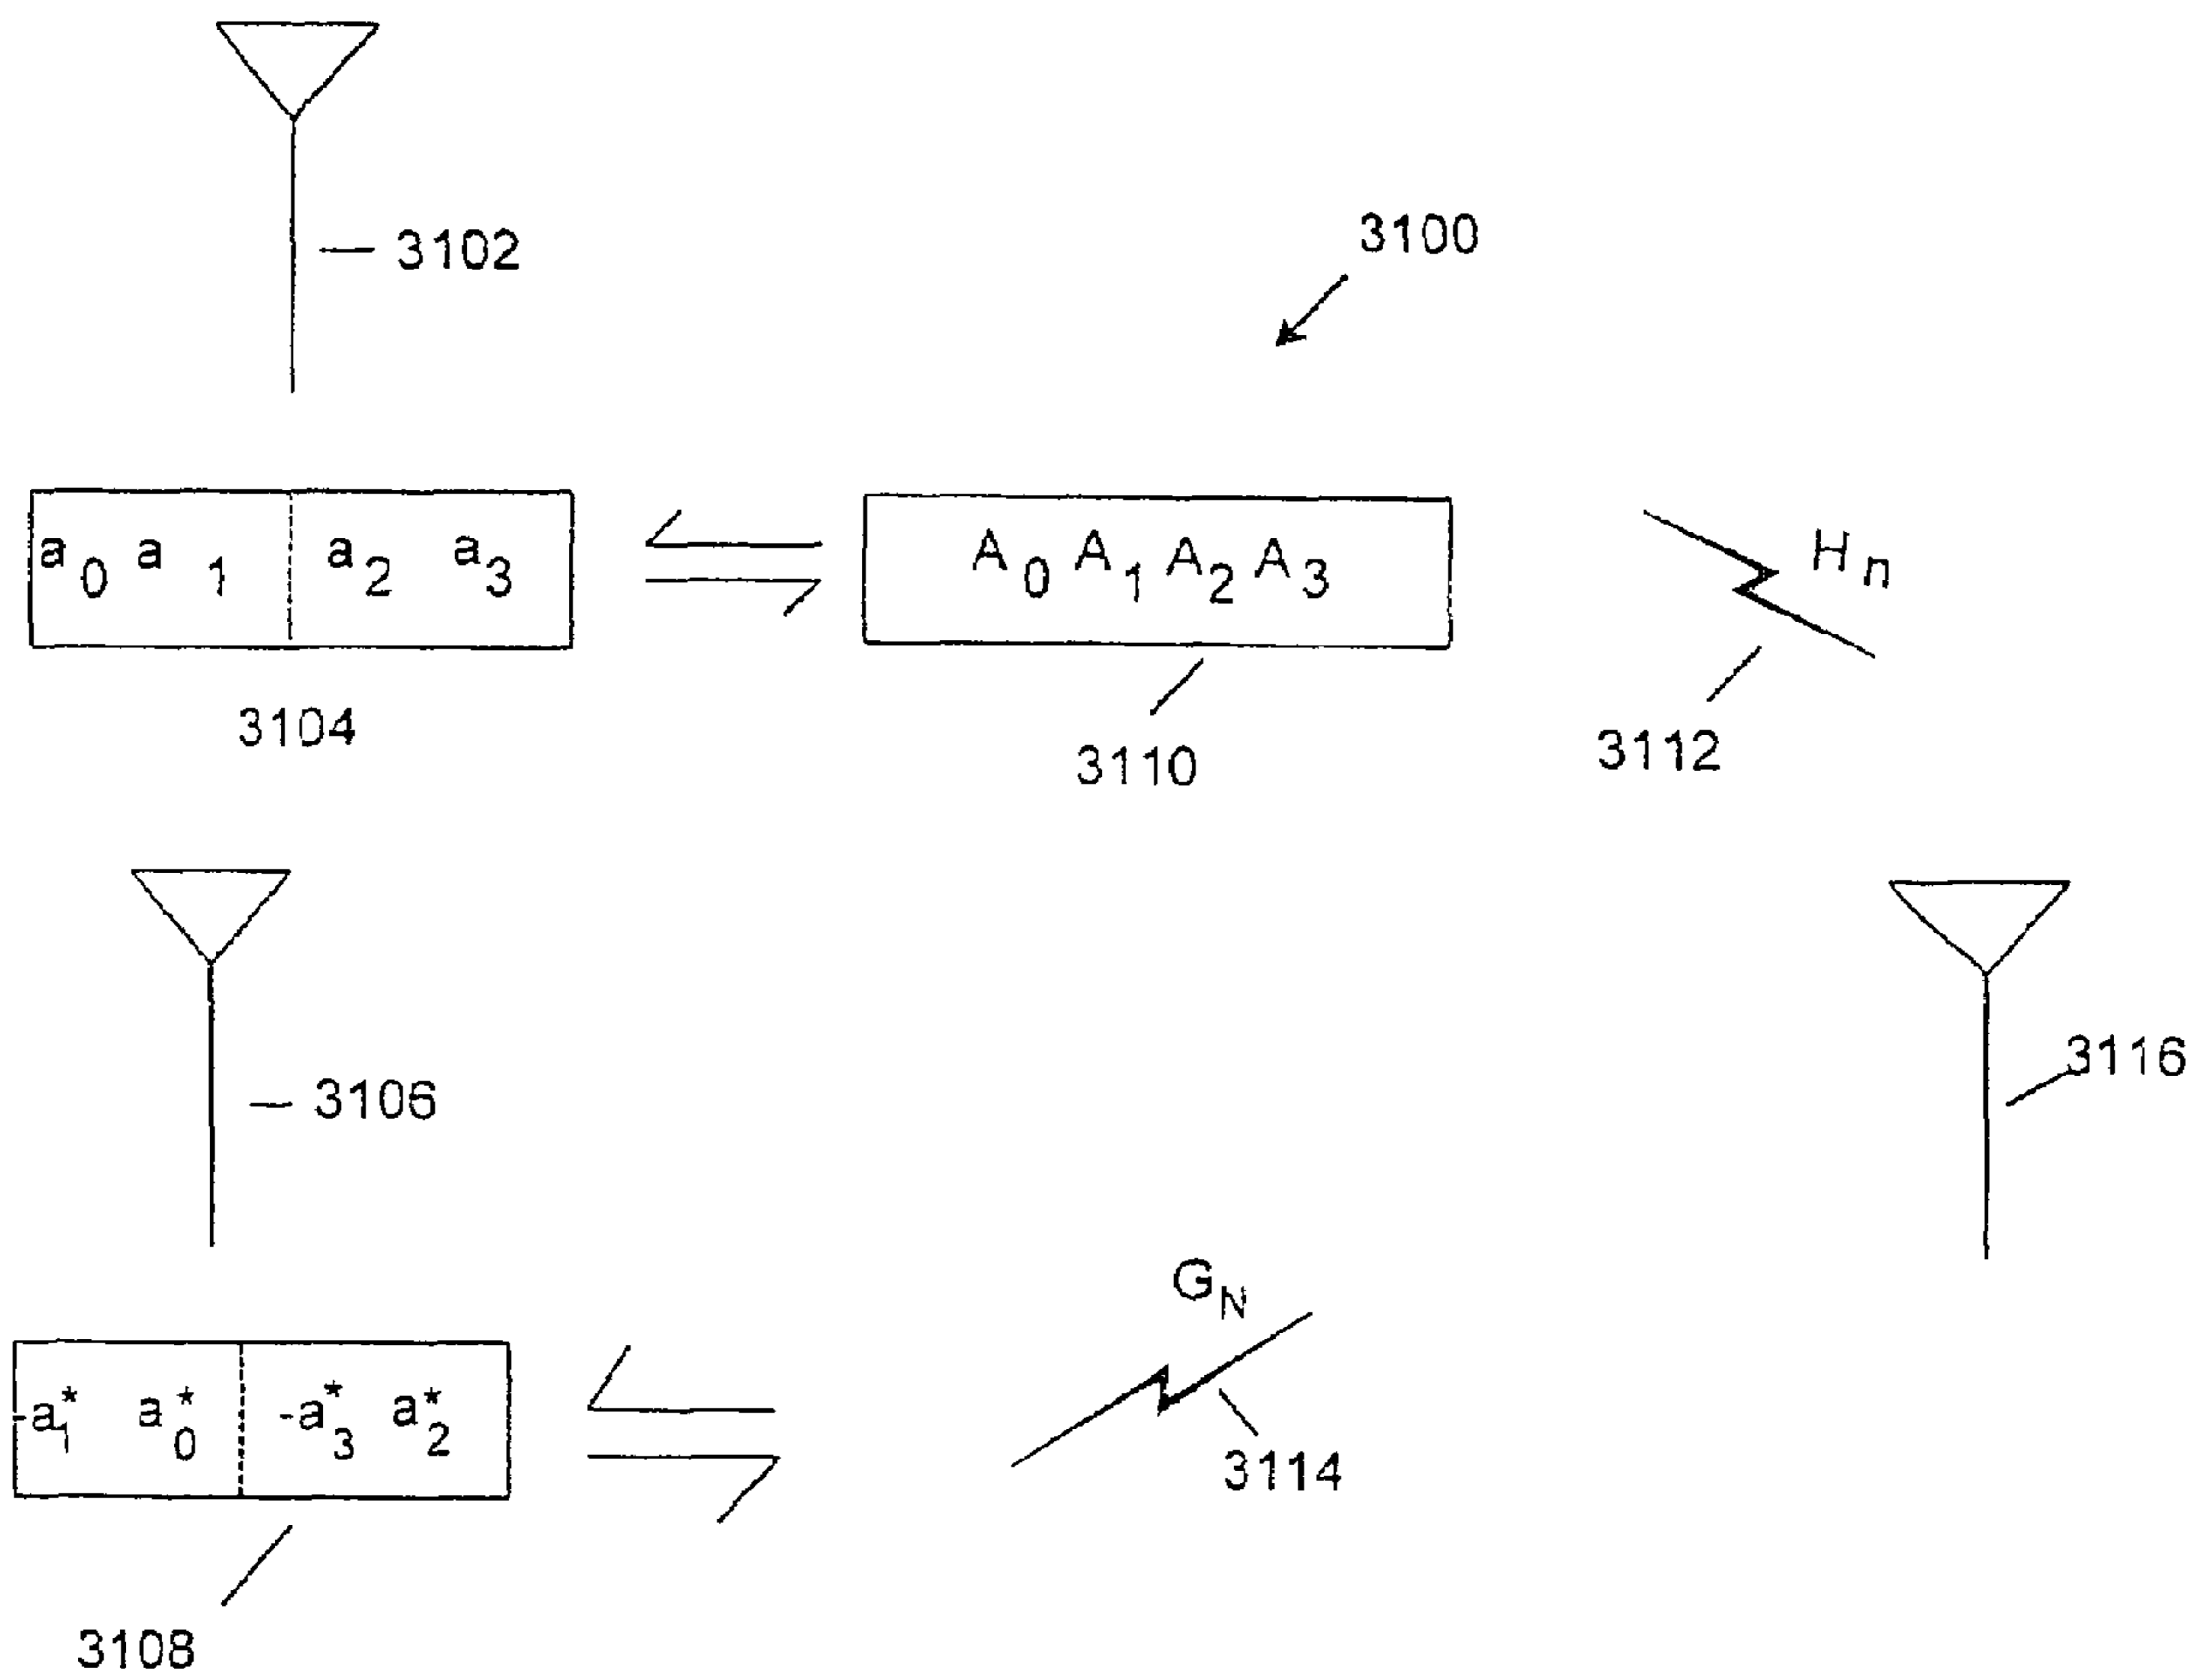 3102
3100
a₀ a₁ a₂ a₃
A₀ A₁ A₂ A₃
Hₙ
3104
3110
3112
3106
3116
G_N
-a₁* a₀* -a₃* a₂*
3114
3108